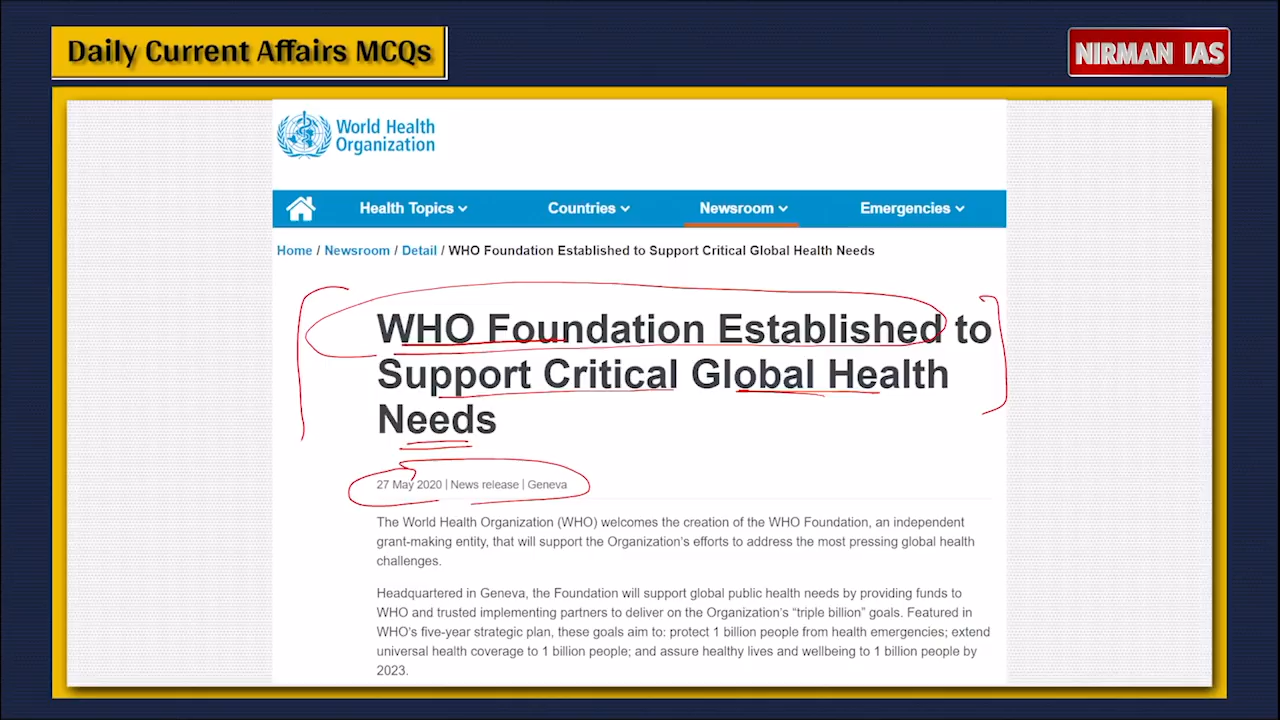 Daily Current Affairs MCQs
NIRMAN IAS
World Health
Organization
Health Topics
Countries
Newsroom
Emergencies
Home / Newsroom / Detail / WHO Foundation Established to Support Critical Global Health Needs
WHO Foundation Established to
Support Critical Global Health
Needs
27 May 2020 | News release | Geneva
The World Health Organization (WHO) welcomes the creation of the WHO Foundation, an independent
grant-making entity, that will support the Organization's efforts to address the most pressing global health
challenges.
Headquartered in Geneva, the Foundation will support global public health needs by providing funds to
WHO and trusted implementing partners to deliver on the Organization's “triple billion” goals. Featured in
WHO's five-year strategic plan, these goals aim to: protect 1 billion people from health emergencies; extend
universal health coverage to 1 billion people; and assure healthy lives and wellbeing to 1 billion people by
2023.